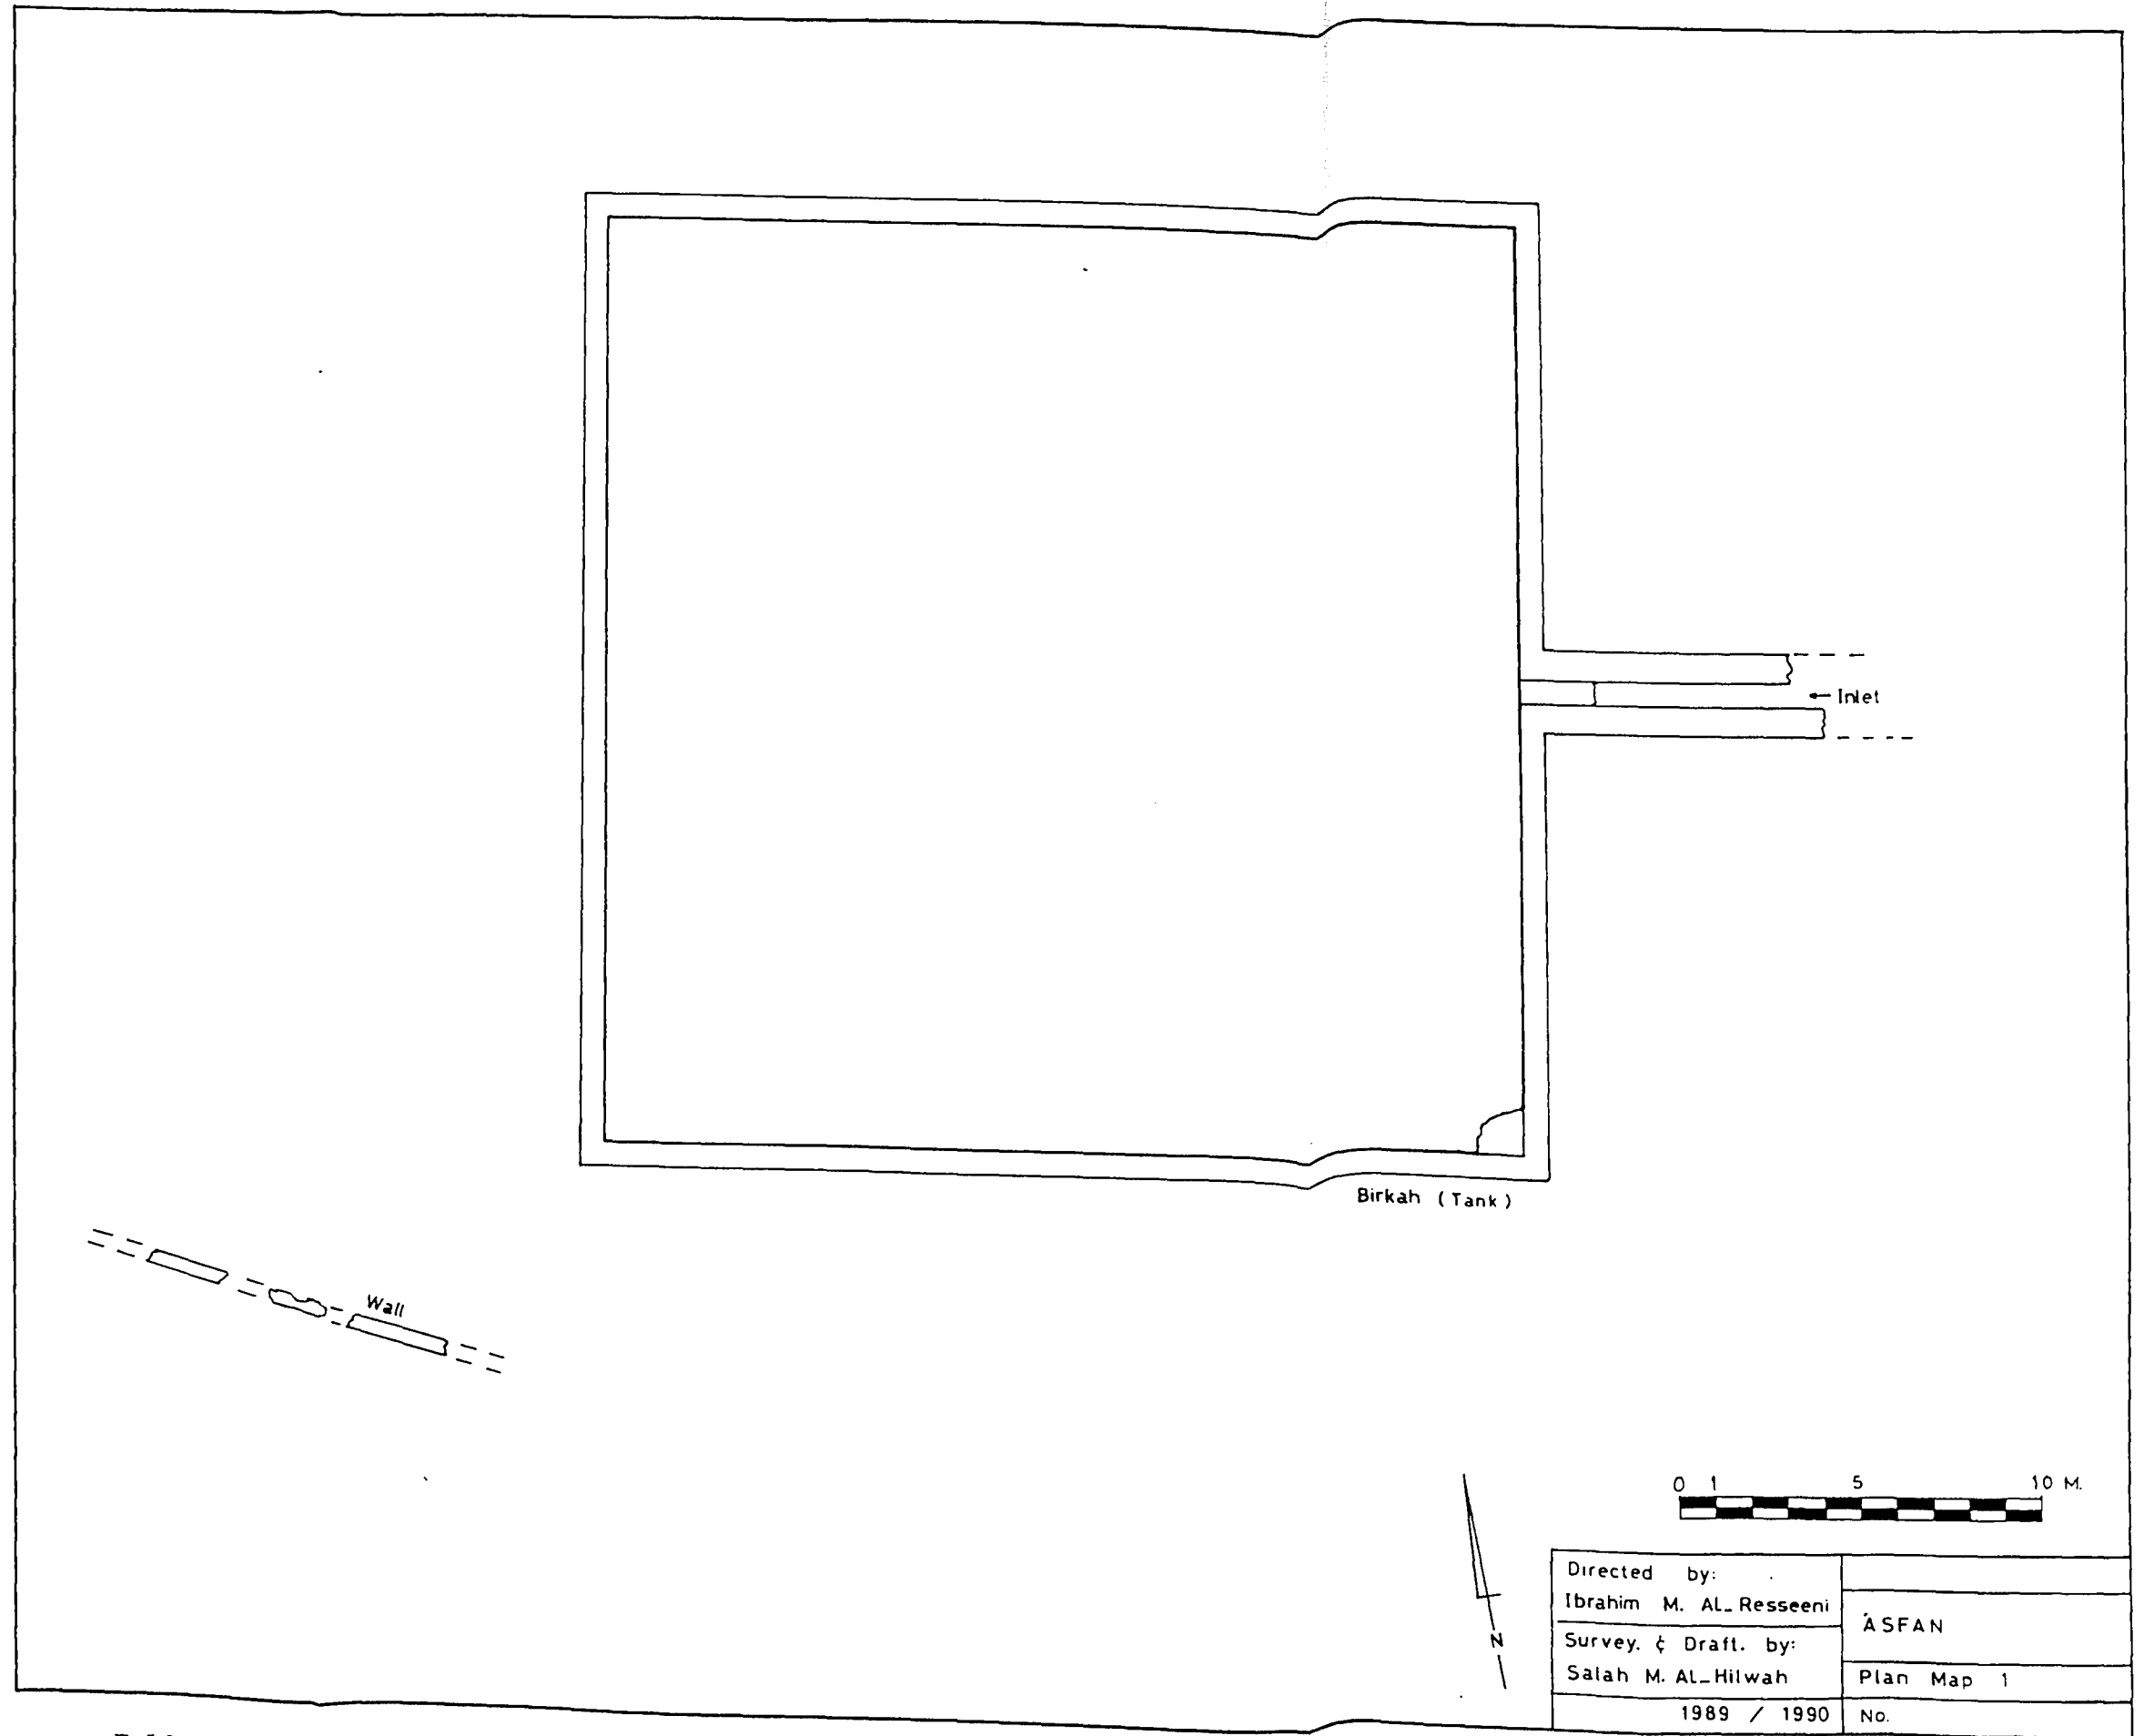 ← Inlet
Birkah (Tank)
Wall
0 1 5 10 M.
N
Directed by:
Ibrahim M. AL_Resseeni
Survey. & Draft. by:
Salah M. AL_Hilwah
1989 / 1990
ÁSFAN
Plan Map 1
No.